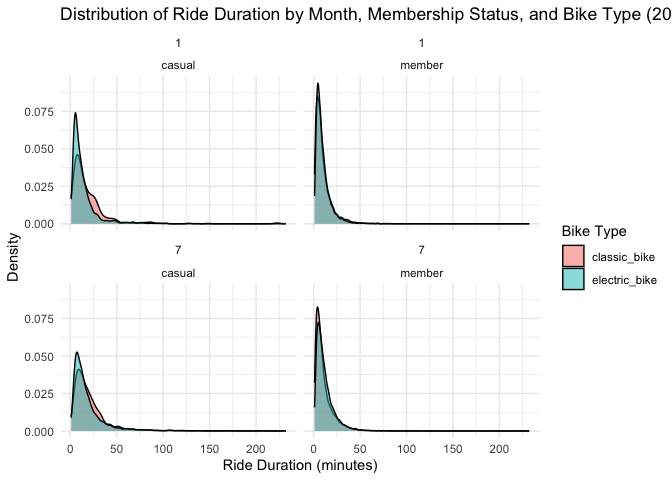 Distribution of Ride Duration by Month, Membership Status, and Bike Type (20
1
1
casual
member
0.075
0.050
0.025
0.000
7
7
casual
member
0.075
0.050
0.025
0.000
0 50 100 150 200
0 50 100 150 200
Ride Duration (minutes)
Density
Bike Type
classic_bike
electric_bike